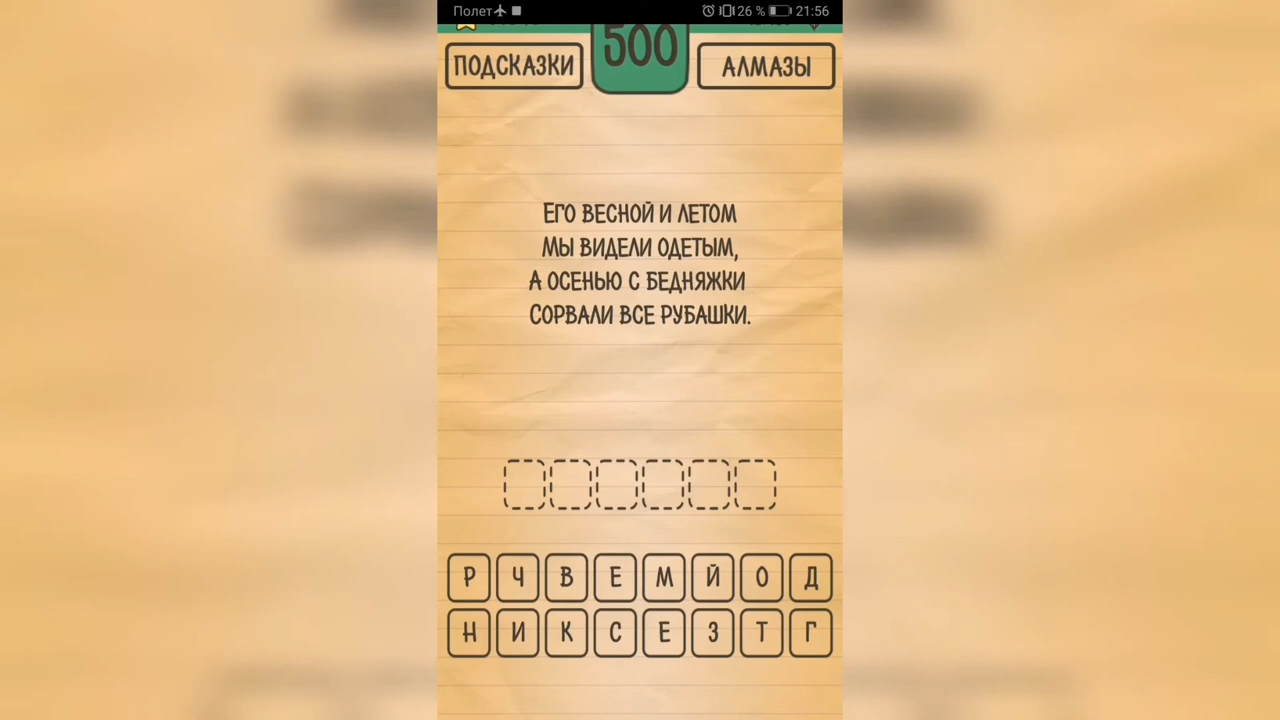 Полет
26 % 21:56
ПОДСКАЗКИ
500
АЛМАЗЫ
ЕГО ВЕСНОЙ И ЛЕТОМ
МЫ ВИДЕЛИ ОДЕТЫМ,
А ОСЕНЬЮ С БЕДНЯЖКИ
СОРВАЛИ ВСЕ РУБАШКИ.
Р Ч В Е М Й О Д
Н И К С Е З Т Г